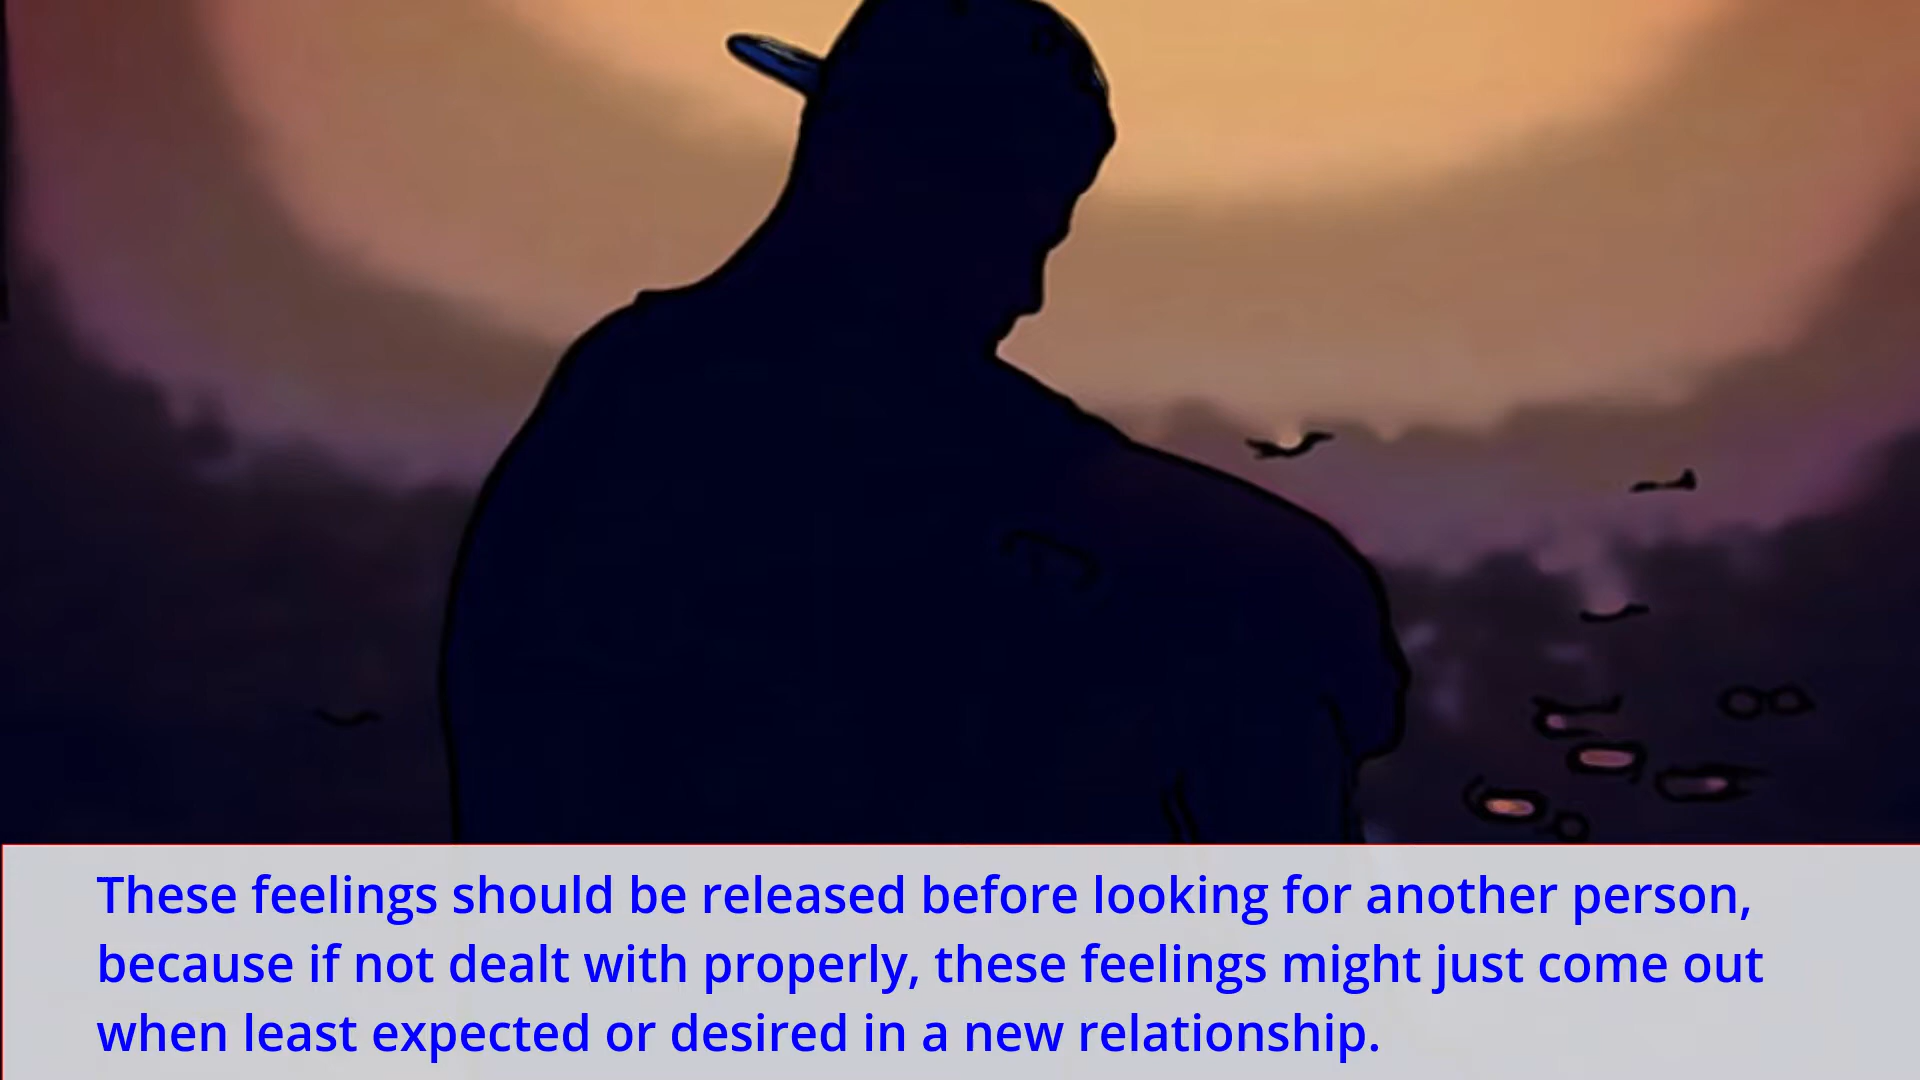 These feelings should be released before looking for another person,
because if not dealt with properly, these feelings might just come out
when least expected or desired in a new relationship.